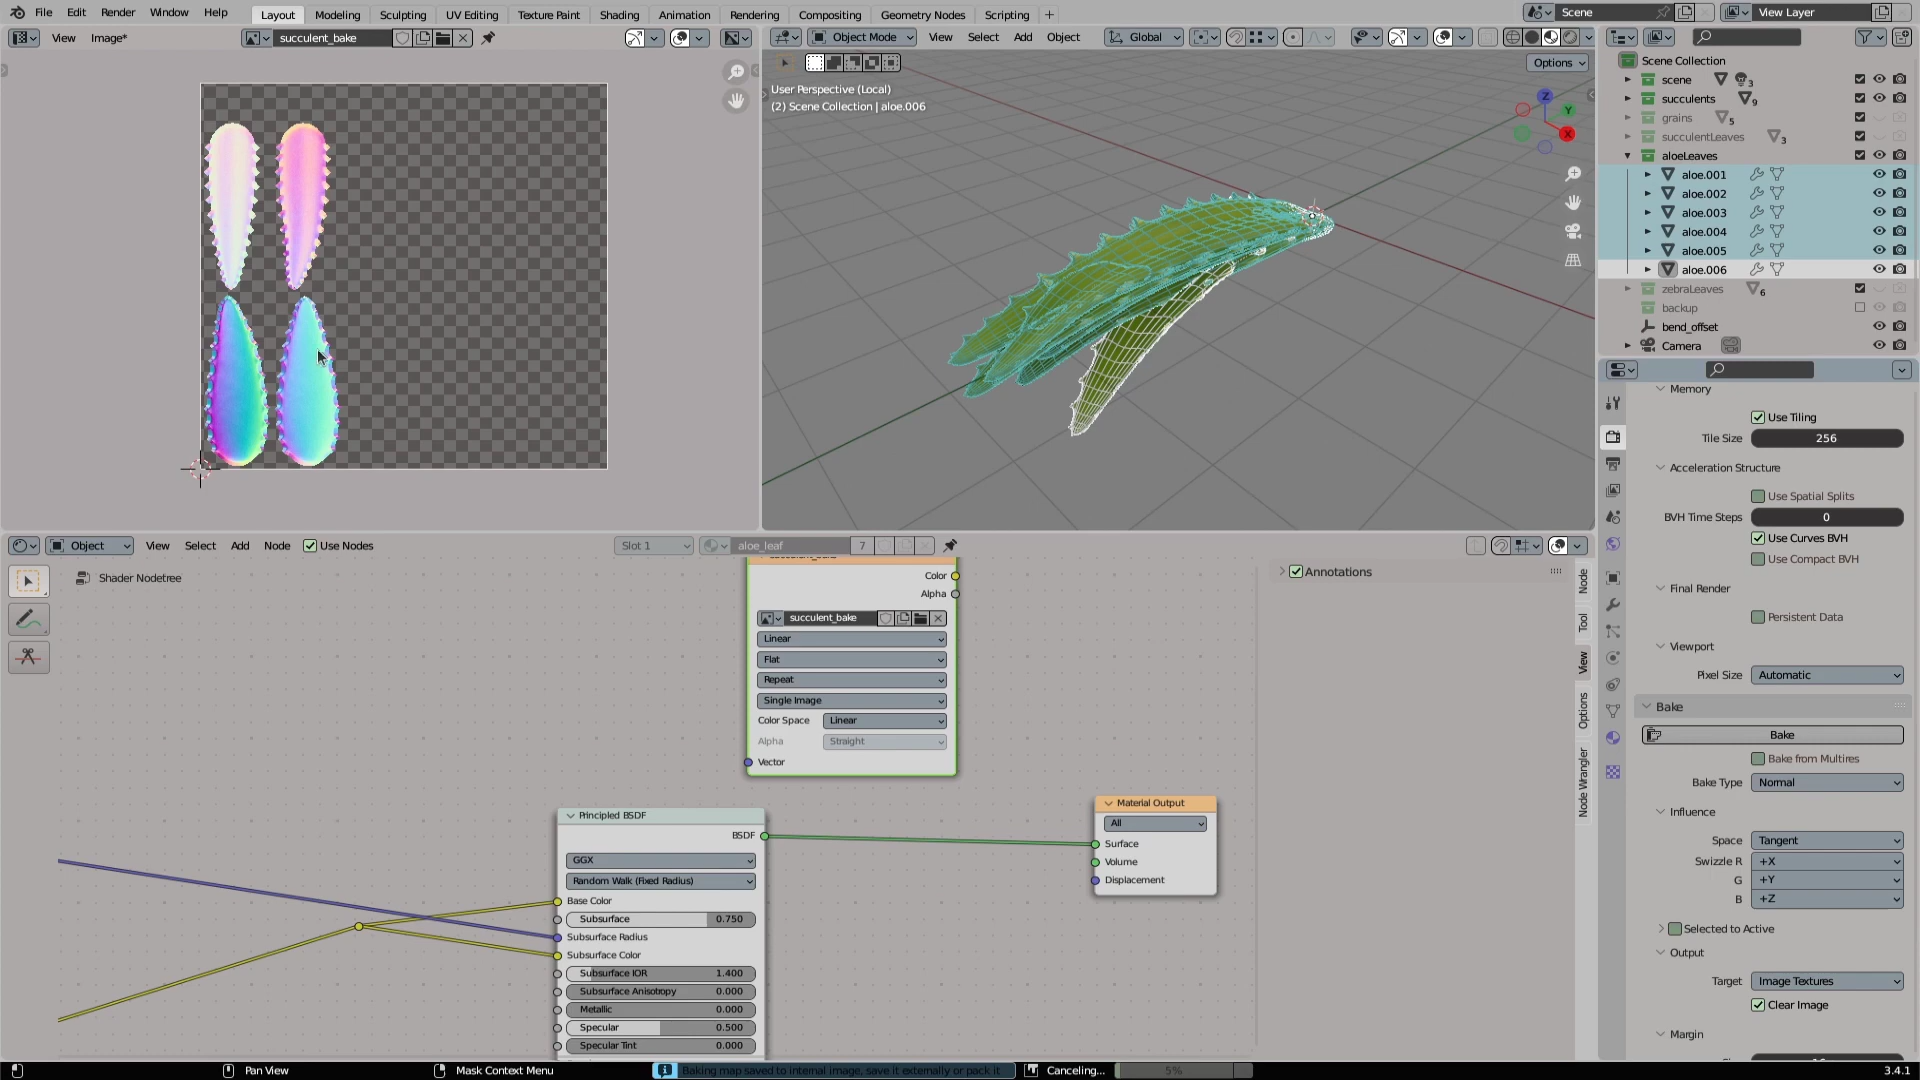 File Edit Render Window Help Layout Modeling Sculpting UV Editing Texture Paint Shading Animation Rendering Compositing Geometry Nodes Scripting + Scene View Layer
View Image* succulent_bake
Object Mode View Select Add Object Global
Options
User Perspective (Local)
(2) Scene Collection | aloe.006
Z
Y
X
Scene Collection
scene 3
succulents 9
grains 5
succulentLeaves 3
aloeLeaves
aloe.001
aloe.002
aloe.003
aloe.004
aloe.005
aloe.006
zebraLeaves 6
backup
bend_offset
Camera
Memory
Use Tiling
Tile Size 256
Acceleration Structure
Use Spatial Splits
BVH Time Steps 0
Use Curves BVH
Use Compact BVH
Final Render
Persistent Data
Viewport
Pixel Size Automatic
Bake
Bake
Bake from Multires
Bake Type Normal
Influence
Space Tangent
Swizzle R +X
G +Y
B +Z
Selected to Active
Output
Target Image Textures
Clear Image
Margin
Object View Select Add Node Use Nodes Slot 1 aloe_leaf 7
Shader Nodetree
Annotations
Node
Tool
View
Options
Node Wrangler
Color
Alpha
succulent_bake
Linear
Flat
Repeat
Single Image
Color Space Linear
Alpha Straight
Vector
Principled BSDF
BSDF
GGX
Random Walk (Fixed Radius)
Base Color
Subsurface 0.750
Subsurface Radius
Subsurface Color
Subsurface IOR 1.400
Subsurface Anisotropy 0.000
Metallic 0.000
Specular 0.500
Specular Tint 0.000
Material Output
All
Surface
Volume
Displacement
Pan View Mask Context Menu Baking map saved to internal image, save it externally or pack it Canceling... 5% 3.4.1